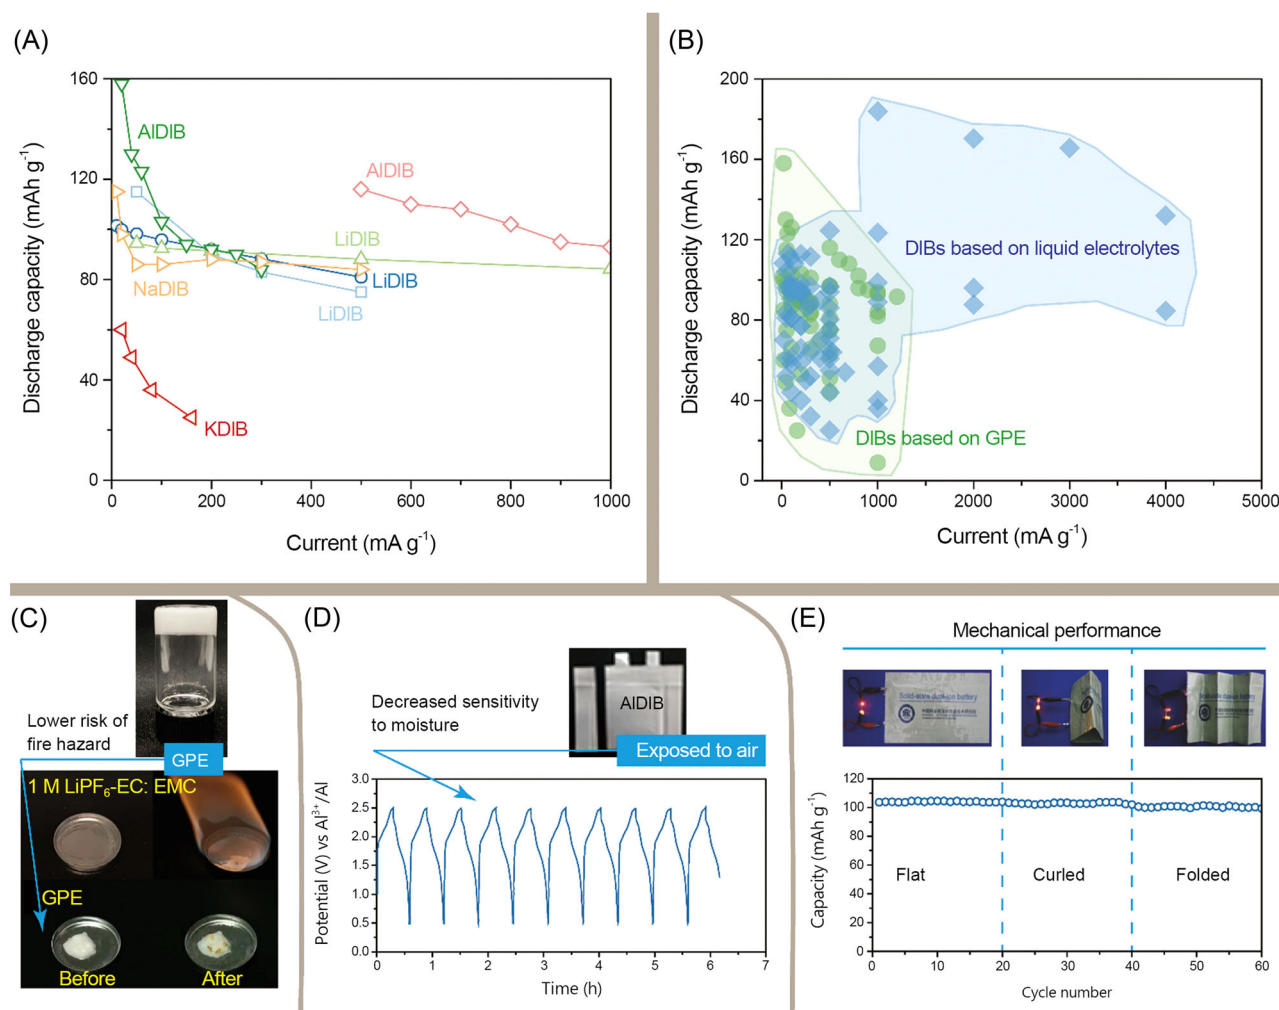 (A)
Discharge capacity (mAh g⁻¹)
160
120
80
40
0
0 200 400 600 800 1000
Current (mA g⁻¹)
AlDIB
AlDIB
LiDIB
NaDIB
LiDIB
LiDIB
KDIB
(B)
Discharge capacity (mAh g⁻¹)
200
160
120
80
40
0
0 1000 2000 3000 4000 5000
Current (mA g⁻¹)
DIBs based on liquid electrolytes
DIBs based on GPE
(C)
Lower risk of
fire hazard
GPE
1 M LiPF₆-EC: EMC
GPE
Before After
(D)
Decreased sensitivity
to moisture
AlDIB
Exposed to air
Potential (V) vs Al³⁺/Al
3.0
2.5
2.0
1.5
1.0
0.5
0.0
0 1 2 3 4 5 6 7
Time (h)
(E)
Mechanical performance
Solid-state dual-ion battery
Capacity (mAh g⁻¹)
120
100
80
60
40
20
0
Flat Curled Folded
0 10 20 30 40 50 60
Cycle number